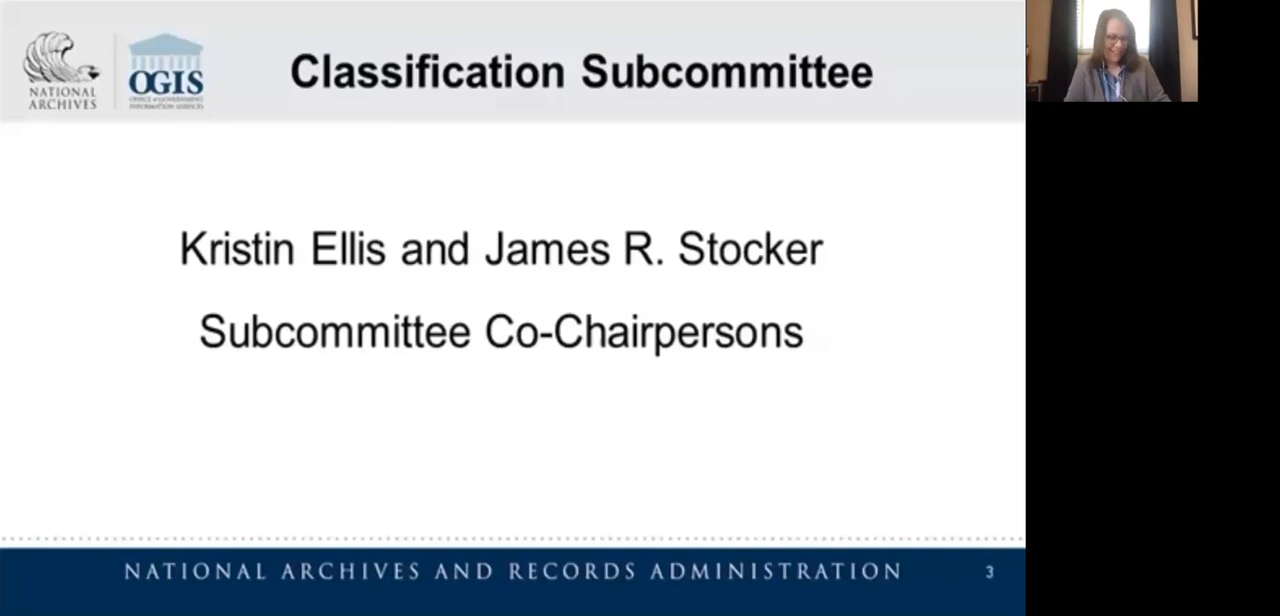 NATIONAL
ARCHIVES
OGIS
OFFICE of GOVERNMENT
INFORMATION SERVICES
Classification Subcommittee
Kristin Ellis and James R. Stocker
Subcommittee Co-Chairpersons
NATIONAL ARCHIVES AND RECORDS ADMINISTRATION
3